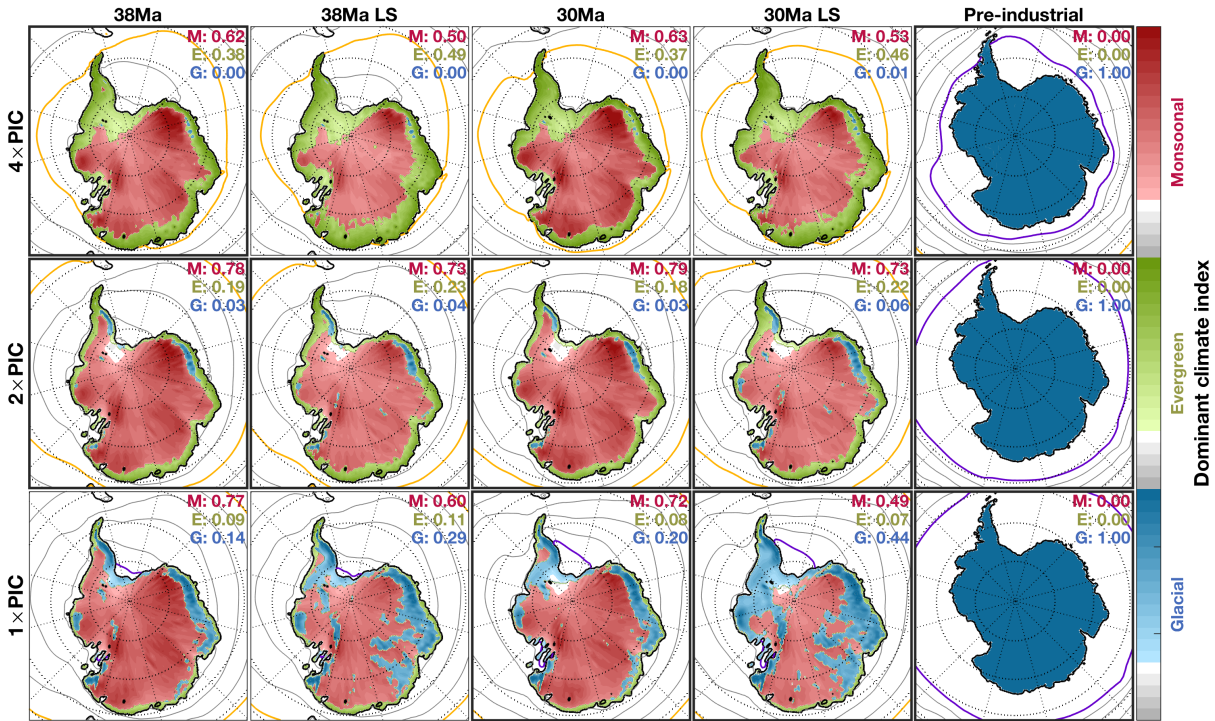 38Ma 38Ma LS 30Ma 30Ma LS Pre-industrial
4×PIC
M: 0.62
E: 0.38
G: 0.00
M: 0.50
E: 0.49
G: 0.00
M: 0.63
E: 0.37
G: 0.00
M: 0.53
E: 0.46
G: 0.01
M: 0.00
E: 0.00
G: 1.00
2×PIC
M: 0.78
E: 0.19
G: 0.03
M: 0.73
E: 0.23
G: 0.04
M: 0.79
E: 0.18
G: 0.03
M: 0.73
E: 0.22
G: 0.06
M: 0.00
E: 0.00
G: 1.00
1×PIC
M: 0.77
E: 0.09
G: 0.14
M: 0.60
E: 0.11
G: 0.29
M: 0.72
E: 0.08
G: 0.20
M: 0.49
E: 0.07
G: 0.44
M: 0.00
E: 0.00
G: 1.00
Monsoonal
Evergreen
Glacial
Dominant climate index